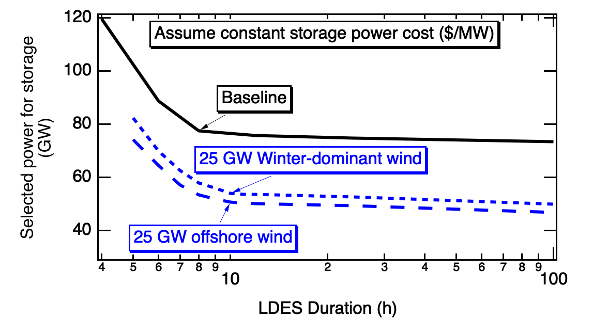 120
100
80
60
40
Selected power for storage
(GW)
Assume constant storage power cost ($/MW)
Baseline
25 GW Winter-dominant wind
25 GW offshore wind
4 5 6 7 8 9 10 2 3 4 5 6 7 8 9 100
LDES Duration (h)